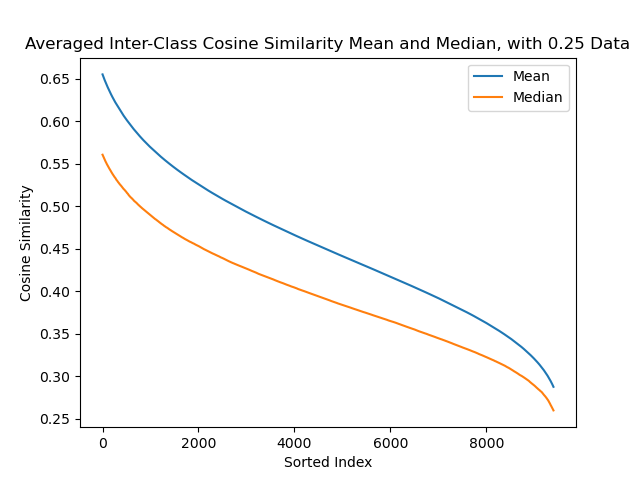 Averaged Inter-Class Cosine Similarity Mean and Median, with 0.25 Data
Mean
Median
0.65
0.60
0.55
0.50
0.45
0.40
0.35
0.30
0.25
Cosine Similarity
0
2000
4000
6000
8000
Sorted Index